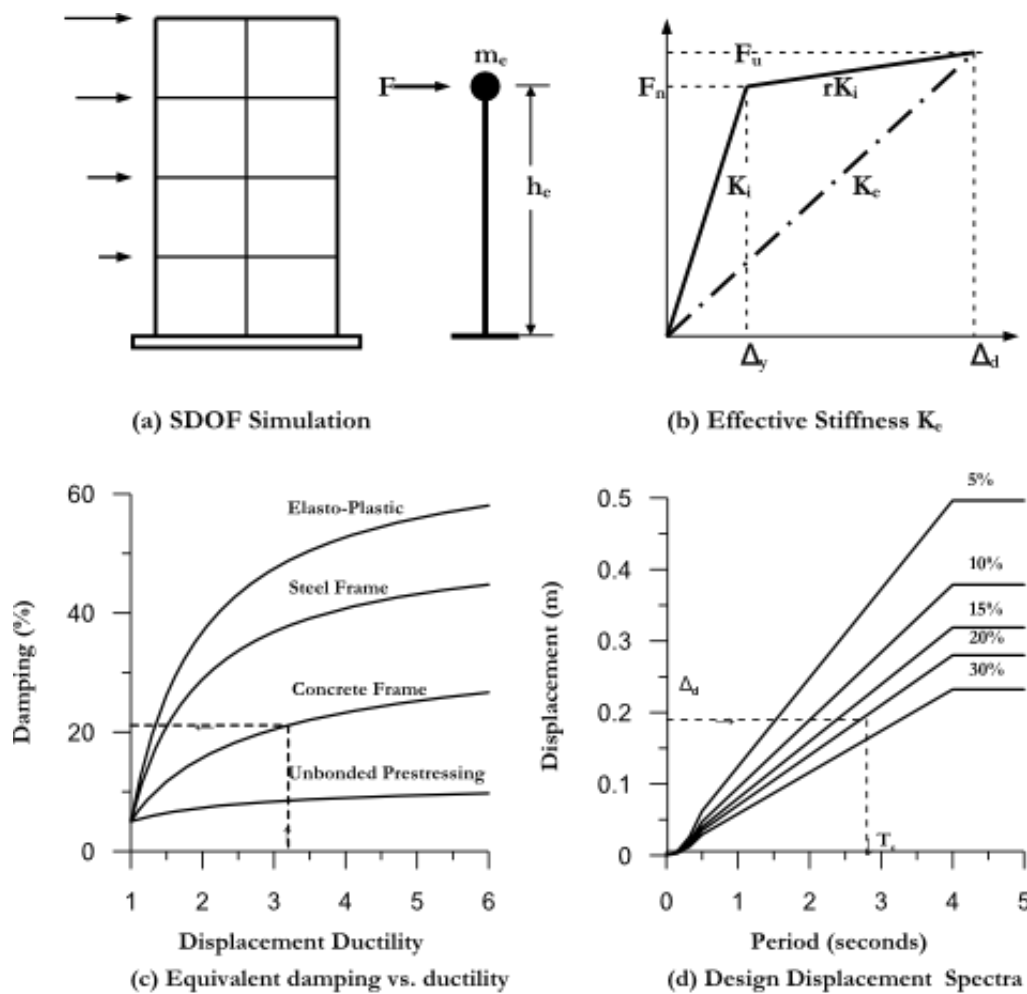 F
mₑ
hₑ
(a) SDOF Simulation
Fᵤ
Fₙ
rKᵢ
Kᵢ
Kₑ
Δᵧ
Δ_d
(b) Effective Stiffness Kₑ
60
40
20
0
Damping (%)
Elasto-Plastic
Steel Frame
Concrete Frame
Unbonded Prestressing
1 2 3 4 5 6
Displacement Ductility
(c) Equivalent damping vs. ductility
0.5
0.4
0.3
0.2
0.1
0
Displacement (m)
5%
10%
15%
20%
30%
Δ_d
0 1 2 3 4 5
Period (seconds)
(d) Design Displacement Spectra